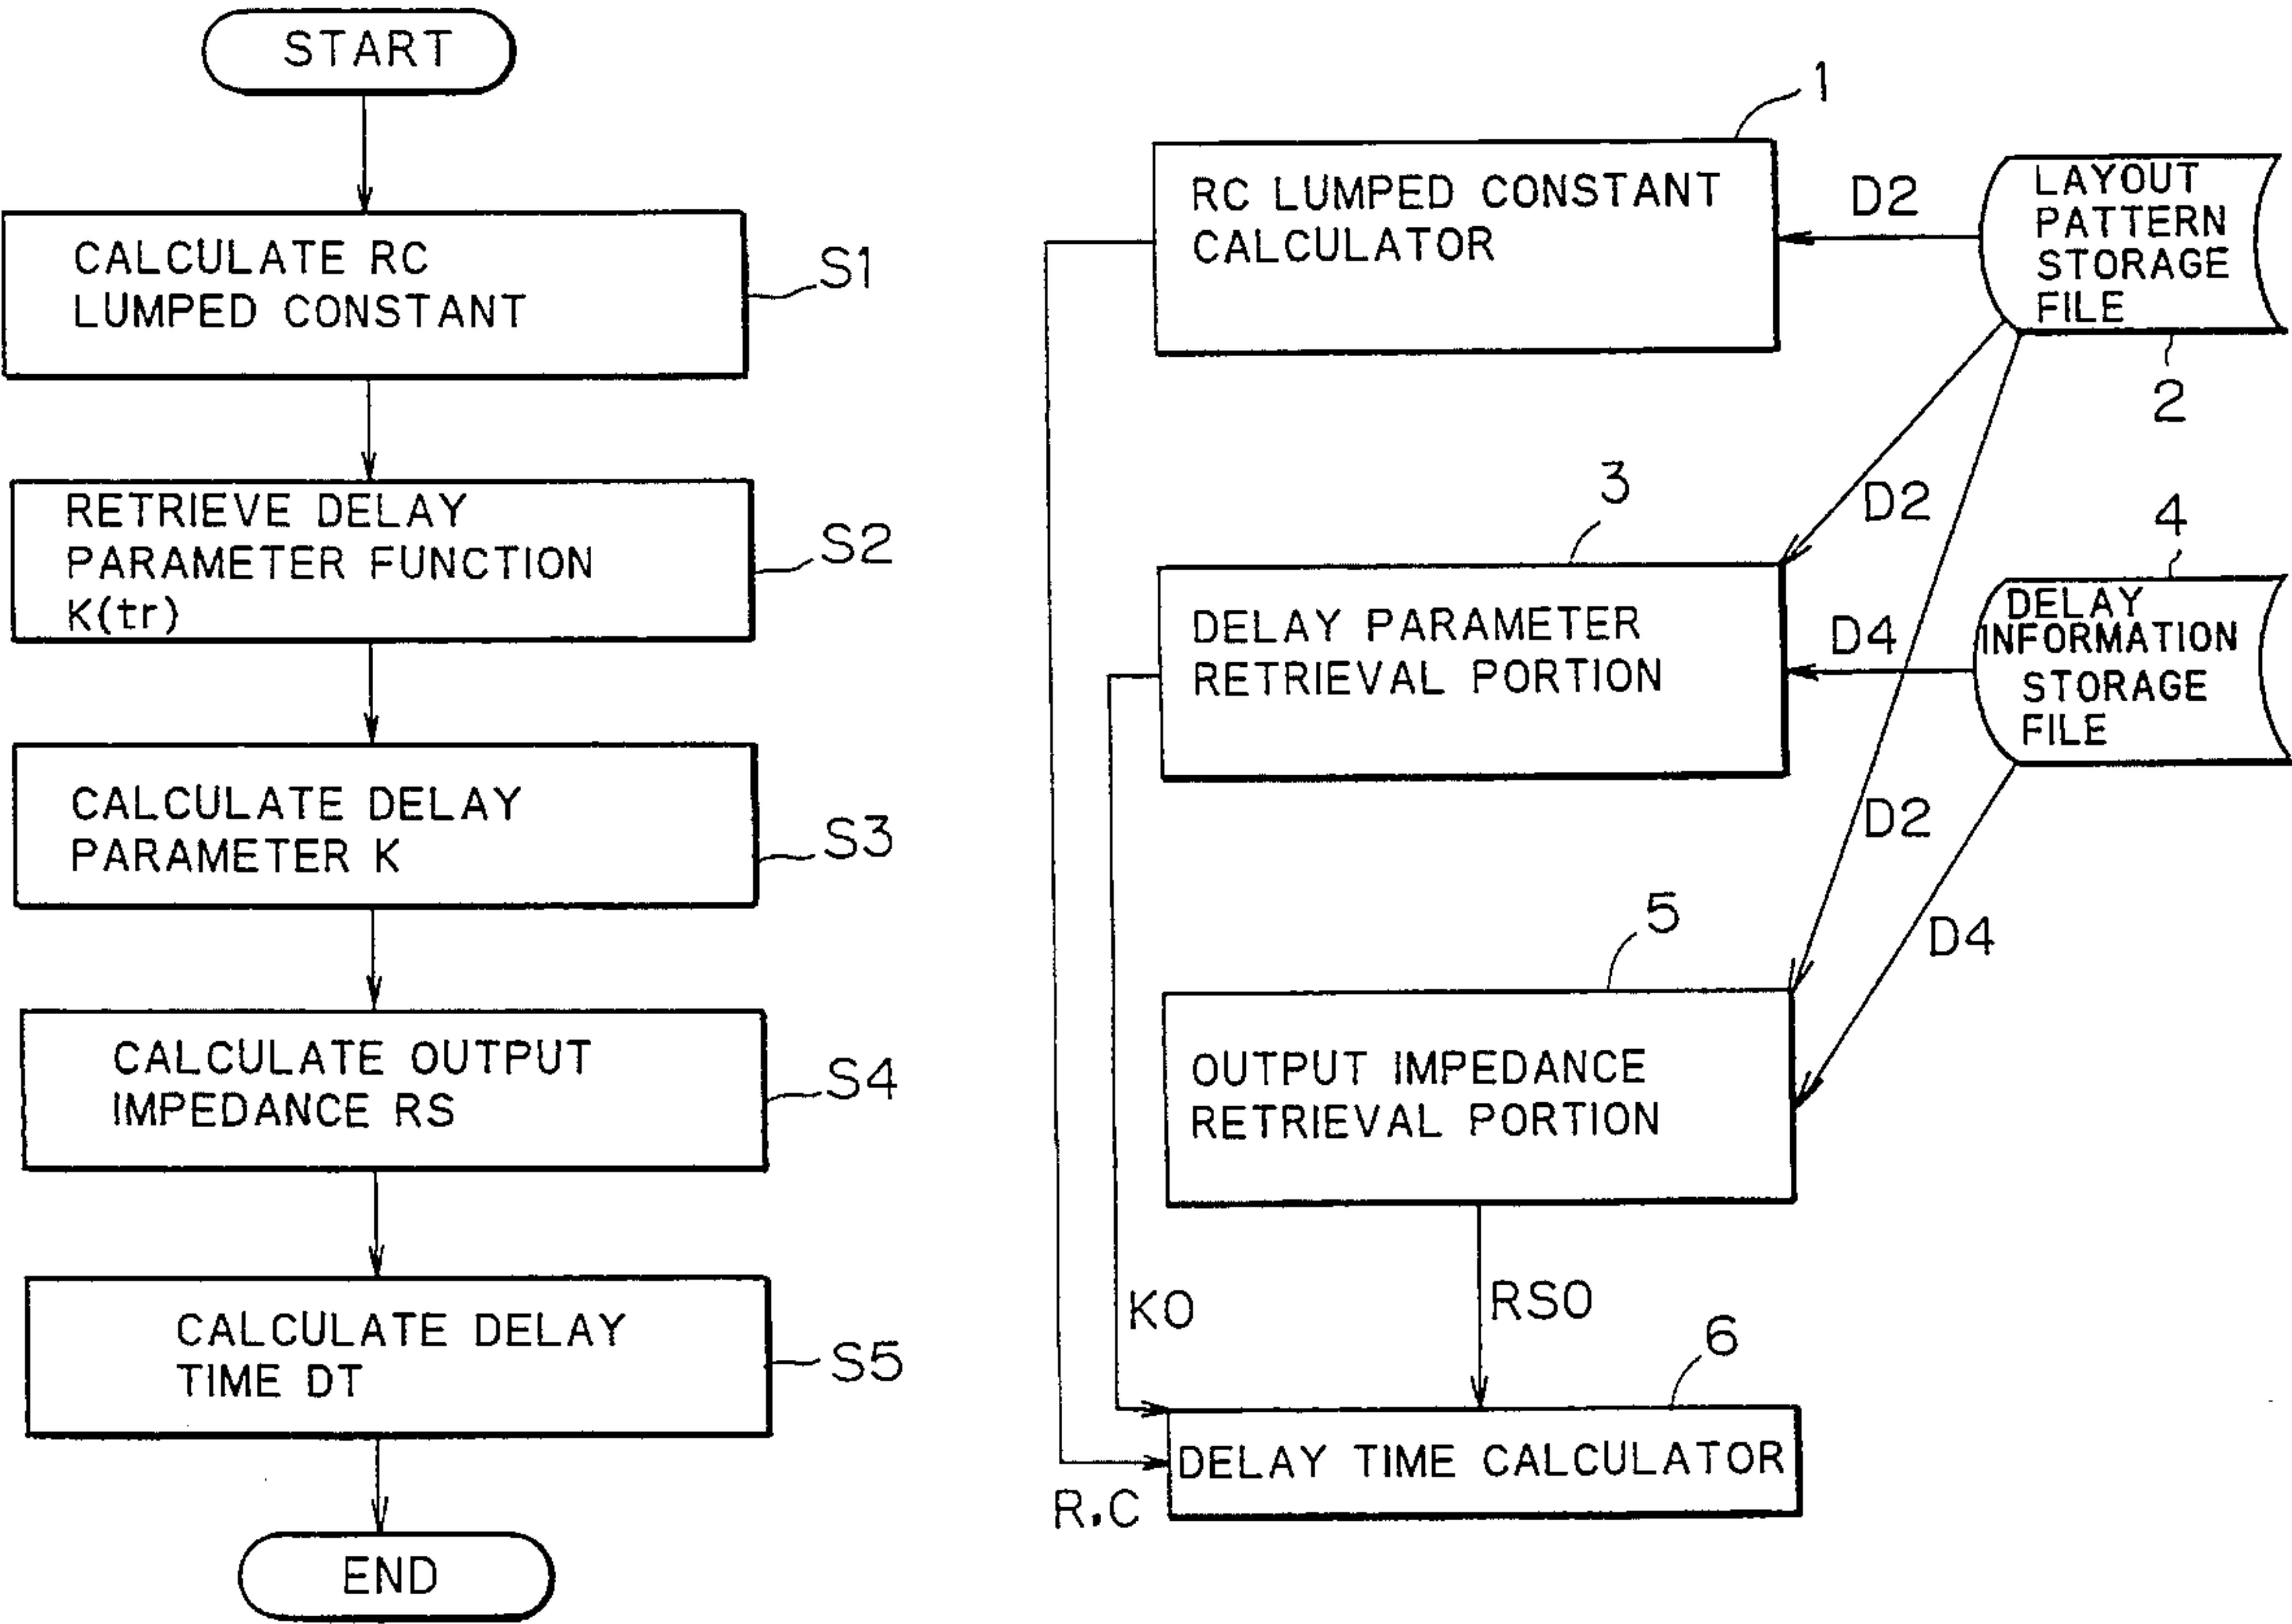 START
CALCULATE RC
LUMPED CONSTANT
S1
RETRIEVE DELAY
PARAMETER FUNCTION
K(tr)
S2
CALCULATE DELAY
PARAMETER K
S3
CALCULATE OUTPUT
IMPEDANCE RS
S4
CALCULATE DELAY
TIME DT
S5
END
1
RC LUMPED CONSTANT
CALCULATOR
D2
LAYOUT
PATTERN
STORAGE
FILE
2
3
D2
DELAY PARAMETER
RETRIEVAL PORTION
D4
4
DELAY
INFORMATION
STORAGE
FILE
D2
D4
5
OUTPUT IMPEDANCE
RETRIEVAL PORTION
KO
RSO
6
DELAY TIME CALCULATOR
R.C